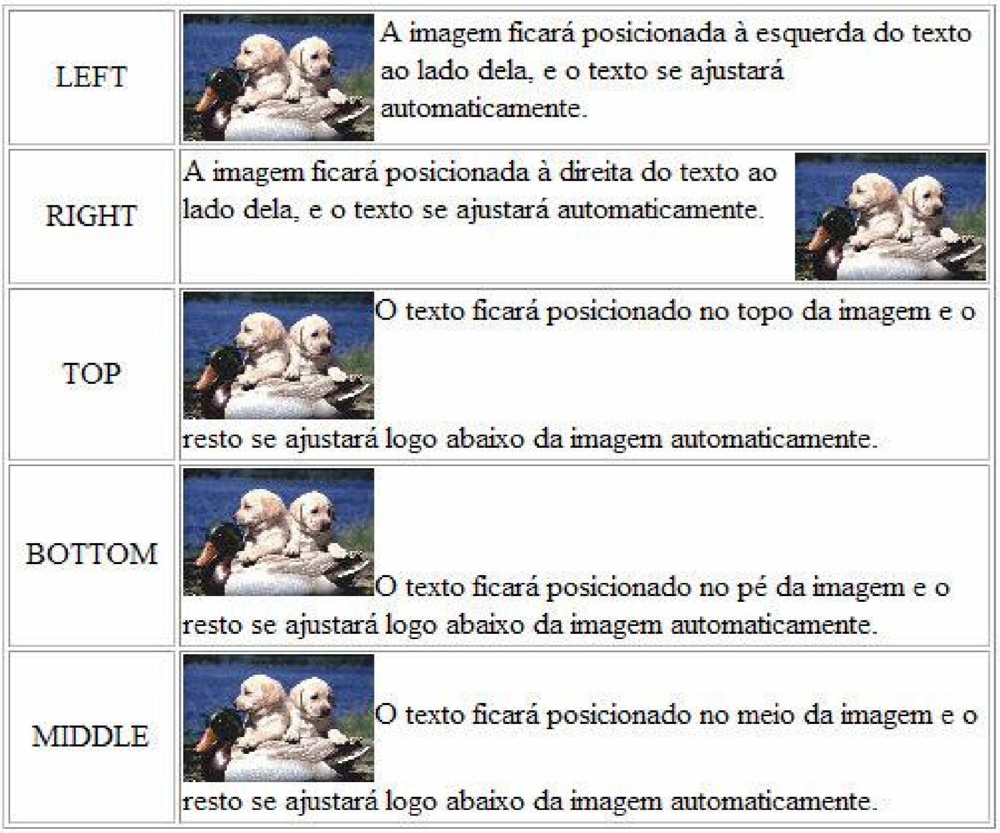 LEFT
A imagem ficará posicionada à esquerda do texto
ao lado dela, e o texto se ajustará
automaticamente.
RIGHT
A imagem ficará posicionada à direita do texto ao
lado dela, e o texto se ajustará automaticamente.
TOP
O texto ficará posicionado no topo da imagem e o
resto se ajustará logo abaixo da imagem automaticamente.
BOTTOM
O texto ficará posicionado no pé da imagem e o
resto se ajustará logo abaixo da imagem automaticamente.
MIDDLE
O texto ficará posicionado no meio da imagem e o
resto se ajustará logo abaixo da imagem automaticamente.